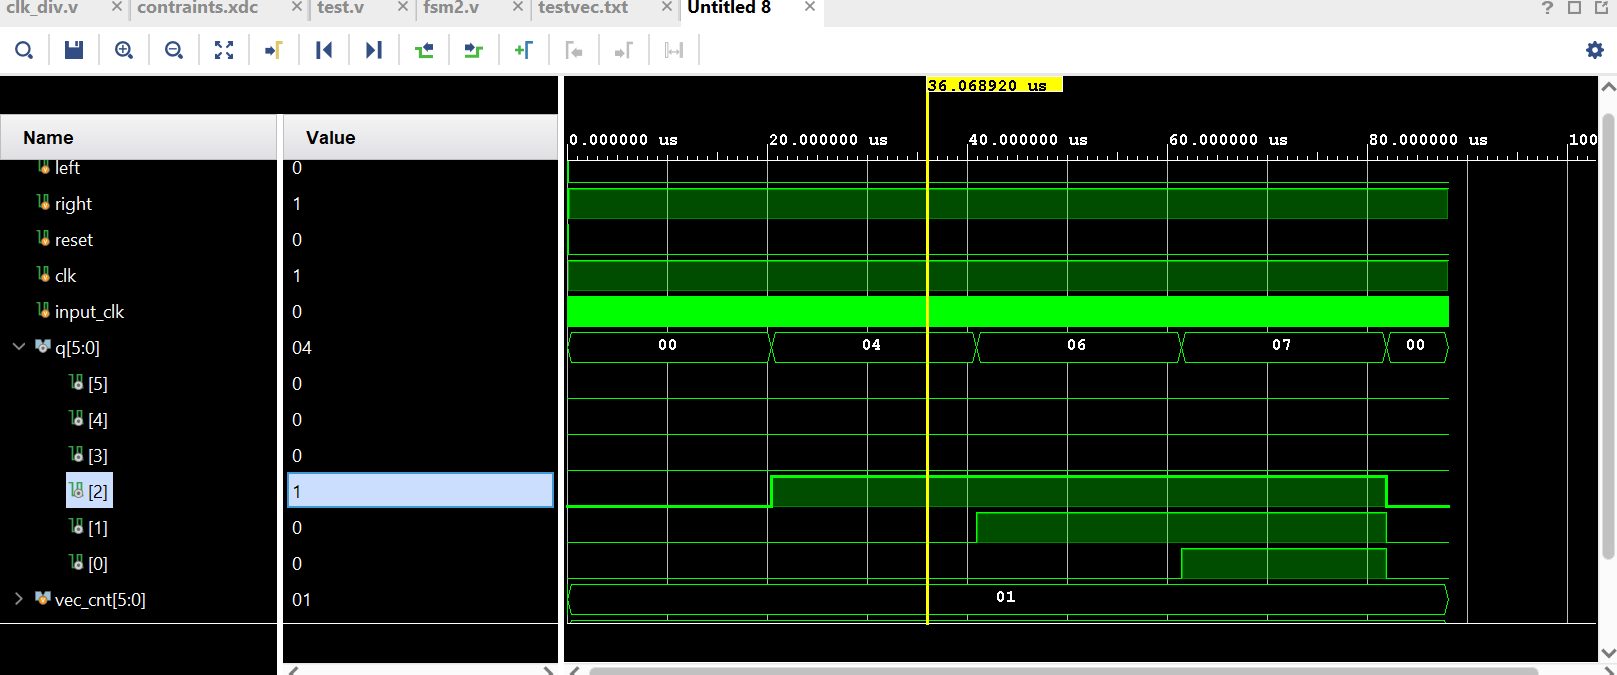 clk_div.v contraints.xdc test.v fsm2.v testvec.txt Untitled 8
36.068920 us
Name Value
0.000000 us 20.000000 us 40.000000 us 60.000000 us 80.000000 us 100
left 0
right 1
reset 0
clk 1
input_clk 0
q[5:0] 04 00 04 06 07 00
[5] 0
[4] 0
[3] 0
[2] 1
[1] 0
[0] 0
vec_cnt[5:0] 01 01